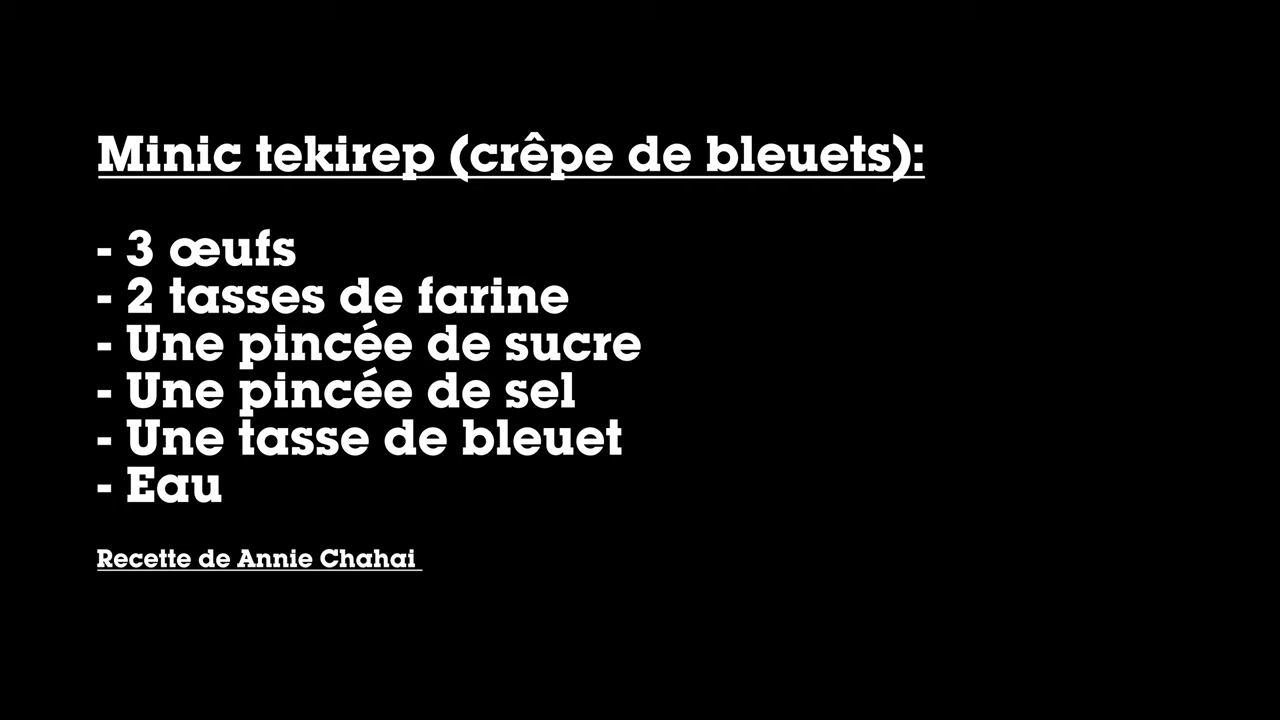 Minic tekirep (crêpe de bleuets):
- 3 œufs
- 2 tasses de farine
- Une pincée de sucre
- Une pincée de sel
- Une tasse de bleuet
- Eau
Recette de Annie Chahai